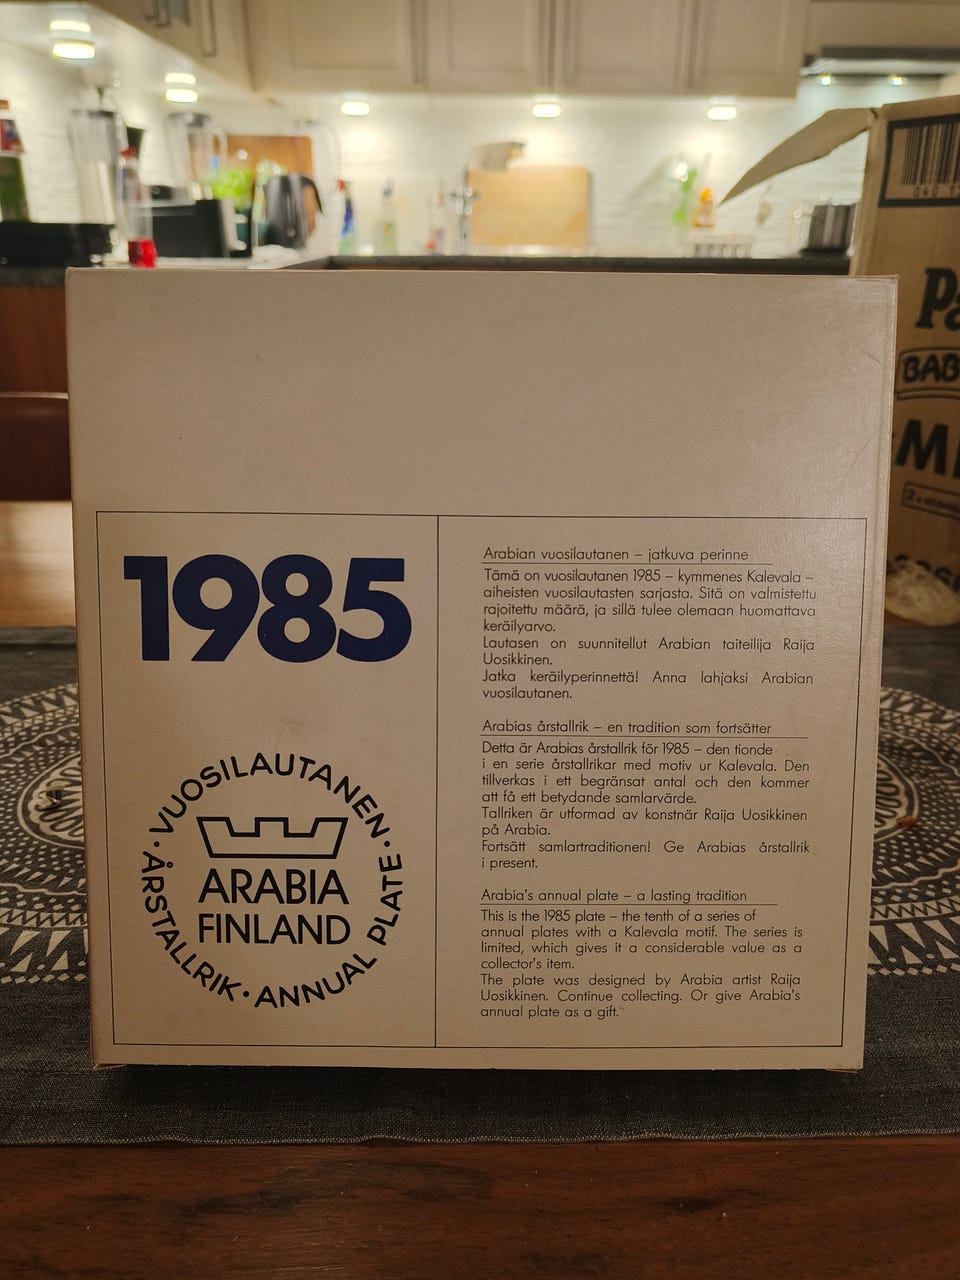 1985
VUOSILAUTANEN · ANNUAL PLATE · ÅRSTALLRIK ·
ARABIA
FINLAND
Arabian vuosilautanen – jatkuva perinne
Tämä on vuosilautanen 1985 – kymmenes Kalevala –
aiheisten vuosilautasten sarjasta. Sitä on valmistettu
rajoitettu määrä, ja sillä tulee olemaan huomattava
keräilyarvo.
Lautasen on suunnitellut Arabian taiteilija Raija
Uosikkinen.
Jatka keräilyperinnettä! Anna lahjaksi Arabian
vuosilautanen.
Arabias årstallrik – en tradition som fortsätter
Detta är Arabias årstallrik för 1985 – den tionde
i en serie årstallrikar med motiv ur Kalevala. Den
tillverkas i ett begränsat antal och den kommer
att få ett betydande samlarvärde.
Tallriken är utformad av konstnär Raija Uosikkinen
på Arabia.
Fortsätt samlartraditionen! Ge Arabias årstallrik
i present.
Arabia's annual plate – a lasting tradition
This is the 1985 plate – the tenth of a series of
annual plates with a Kalevala motif. The series is
limited, which gives it a considerable value as a
collector's item.
The plate was designed by Arabia artist Raija
Uosikkinen. Continue collecting. Or give Arabia's
annual plate as a gift.